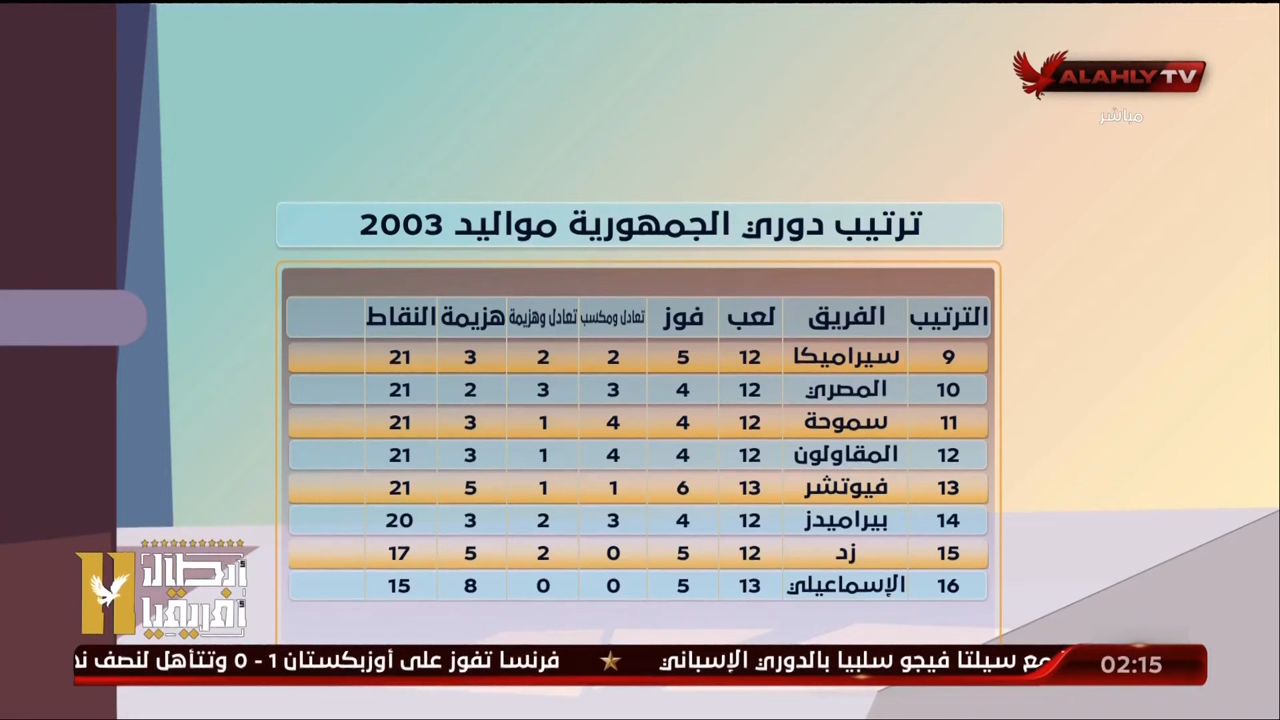 ALAHLY TV
مباشر
ترتيب دوري الجمهورية مواليد 2003
الترتيب الفريق لعب فوز تعادل ومكسب تعادل وهزيمة هزيمة النقاط
9 سيراميكا 12 5 2 2 3 21
10 المصري 12 4 3 3 2 21
11 سموحة 12 4 4 1 3 21
12 المقاولون 12 4 4 1 3 21
13 فيوتشر 13 6 1 1 5 21
14 بيراميدز 12 4 3 2 3 20
15 زد 12 5 0 2 5 17
16 الإسماعيلي 13 5 0 0 8 15
أبطال
أفريقيا
02:15 مع سيلتا فيجو سلبيا بالدوري الإسباني فرنسا تفوز على أوزبكستان 1 - 0 وتتأهل لنصف